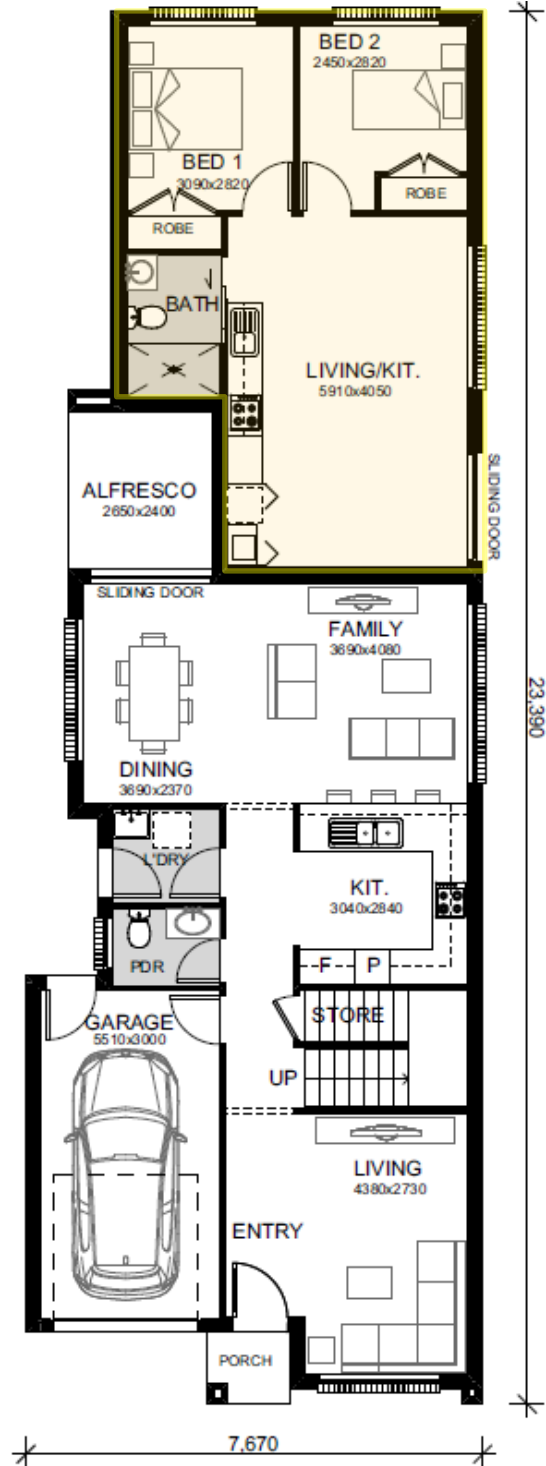 BED 1
3090x2820
BED 2
2450x2820
ROBE
ROBE
BATH
LIVING/KIT.
5910x4050
SLIDING DOOR
ALFRESCO
2650x2400
SLIDING DOOR
FAMILY
3690x4080
23,390
DINING
3690x2370
L'DRY
KIT.
3040x2840
PDR
F
P
GARAGE
5510x3000
STORE
UP
LIVING
4380x2730
ENTRY
PORCH
7,670